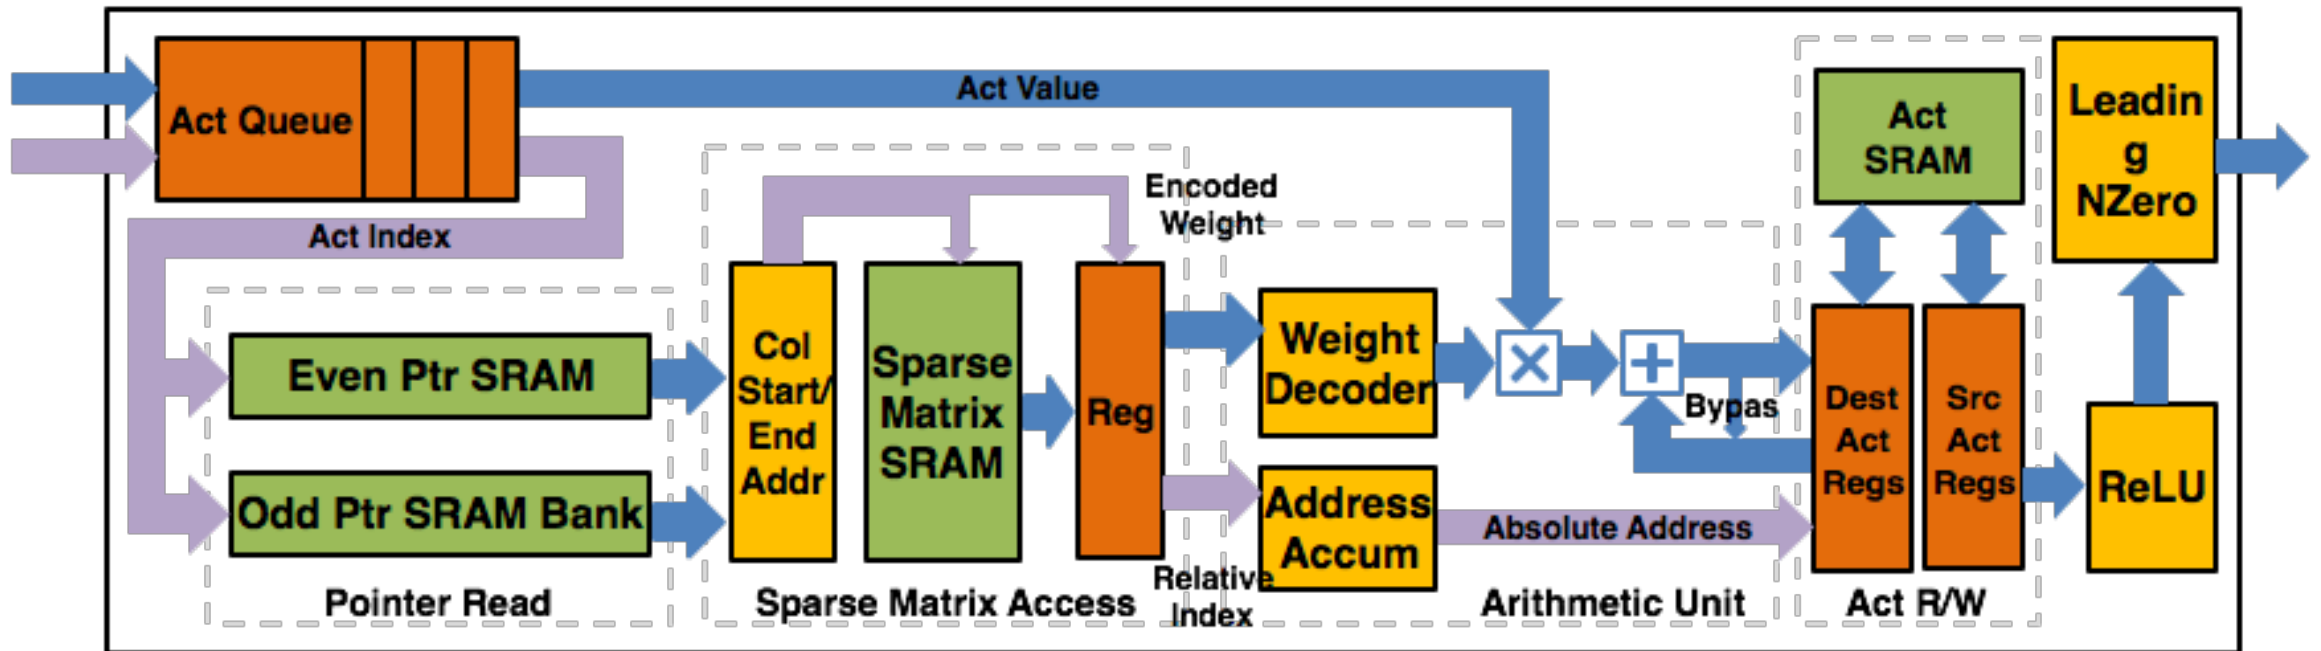 Act Queue
Act Value
Act Index
Even Ptr SRAM
Odd Ptr SRAM Bank
Pointer Read
Col
Start/
End
Addr
Sparse
Matrix
SRAM
Reg
Sparse Matrix Access
Encoded
Weight
Relative
Index
Weight
Decoder
Address
Accum
Bypas
Absolute Address
Arithmetic Unit
Act
SRAM
Dest
Act
Regs
Src
Act
Regs
Act R/W
Leadin
g
NZero
ReLU